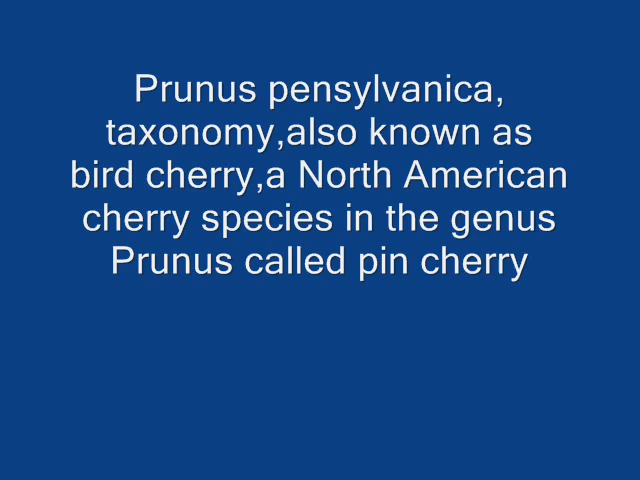 Prunus pensylvanica,
taxonomy,also known as
bird cherry,a North American
cherry species in the genus
Prunus called pin cherry